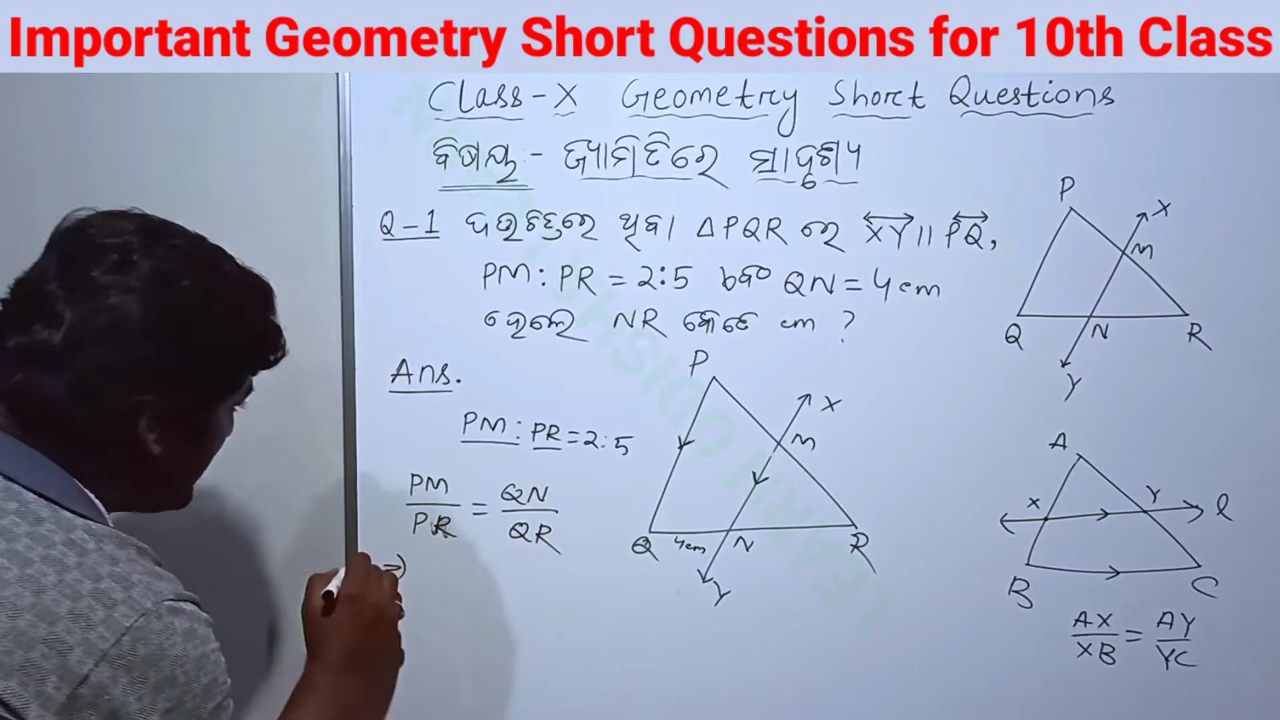 Important Geometry Short Questions for 10th Class
Class-X Geometry Short Questions
ବିଷୟ - ଜ୍ୟାମିତିରେ ସାଦୃଶ୍ୟ
Q-1 ପାର୍ଶ୍ୱଚିତ୍ରରେ ଥିବା ΔPQR ରେ XY || PQ,
PM : PR = 2:5 ଏବଂ QN = 4cm
ହେଲେ NR କେତେ cm ?
P
X
M
Q
N
R
Y
Ans.
PM : PR = 2:5
PM/PR = QN/QR
⇒
P
X
M
Q
4cm
N
R
Y
A
X
Y
l
B
C
AX/XB = AY/YC